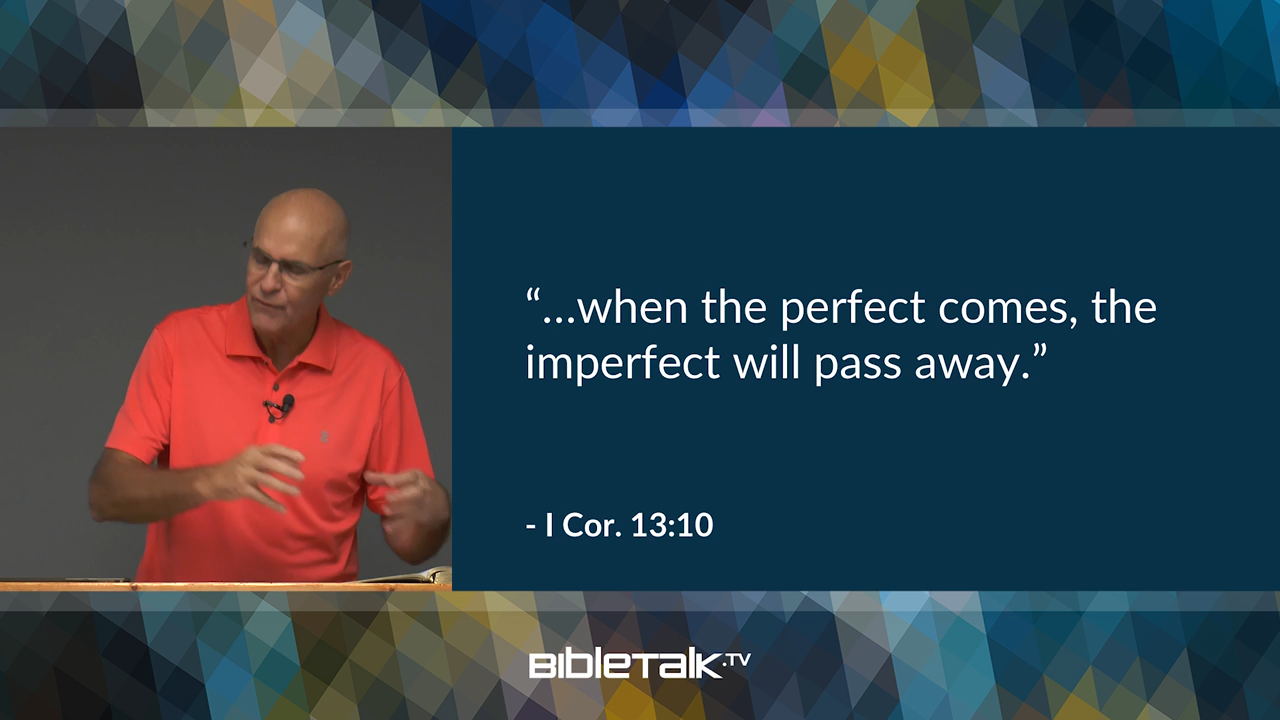 “...when the perfect comes, the
imperfect will pass away.”
- I Cor. 13:10
BIBLETALK.TV